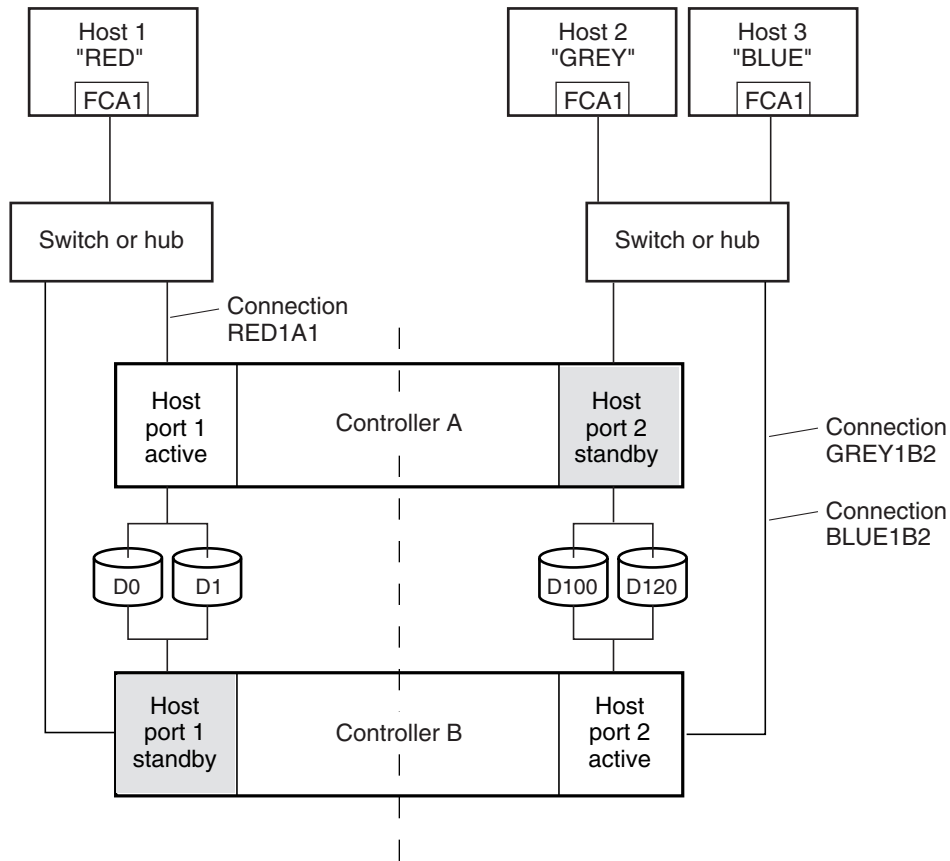 Host 1
"RED"
FCA1
Host 2
"GREY"
FCA1
Host 3
"BLUE"
FCA1
Switch or hub
Switch or hub
Connection
RED1A1
Host
port 1
active
Controller A
Host
port 2
standby
Connection
GREY1B2
Connection
BLUE1B2
D0
D1
D100
D120
Host
port 1
standby
Controller B
Host
port 2
active